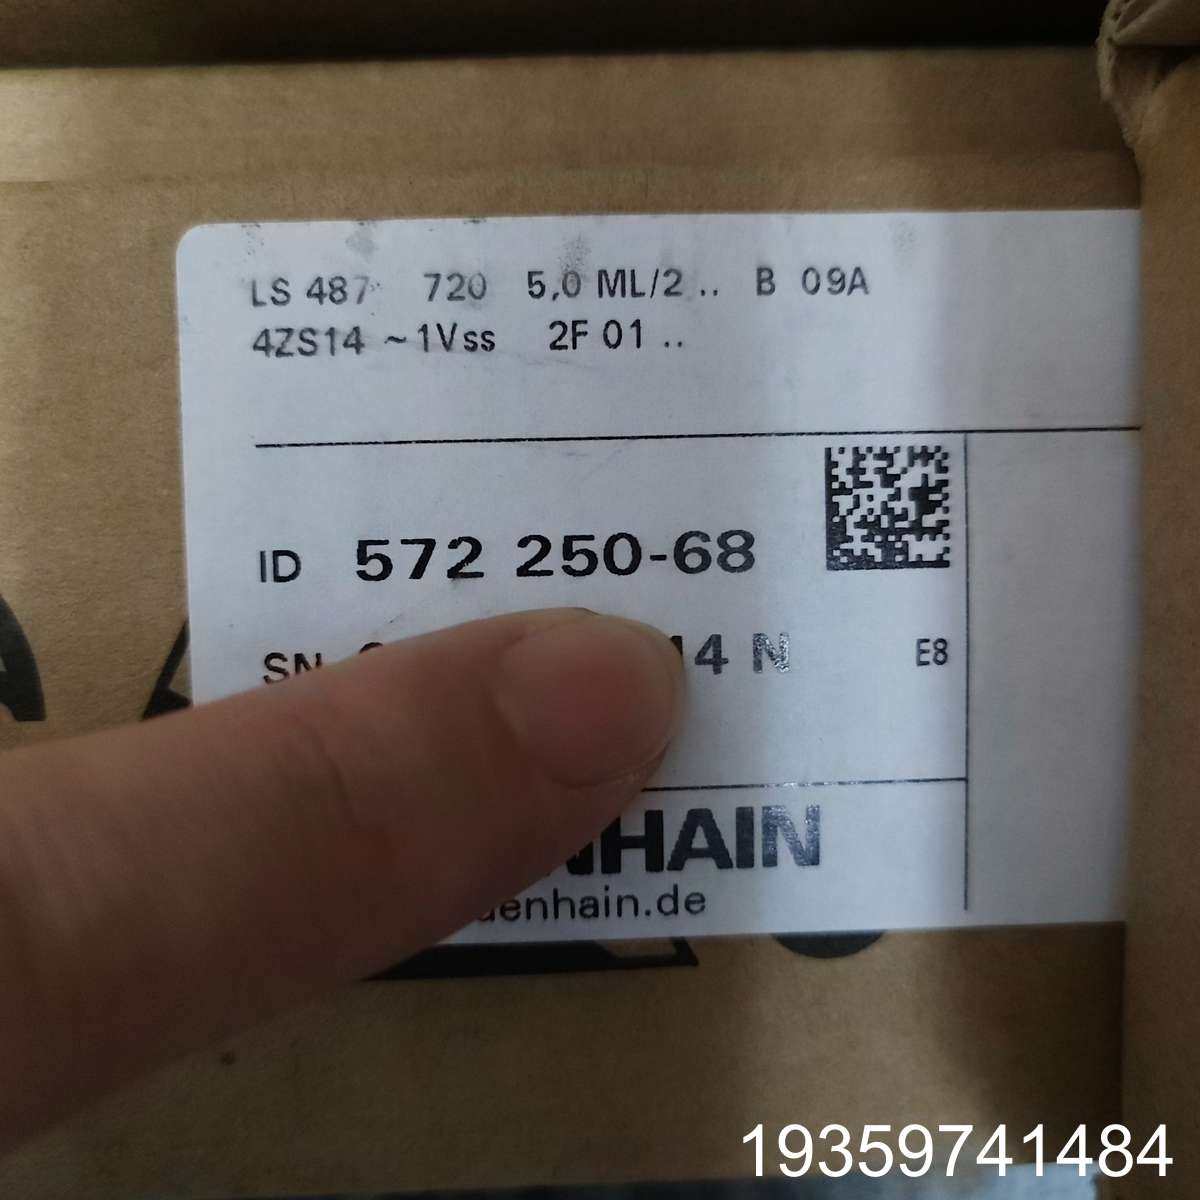 LS 487 720 5,0 ML/2 .. B 09A
4ZS14 ~1Vss 2F 01 ..
ID 572 250-68
SN 14 N E8
NHAIN
denhain.de
19359741484